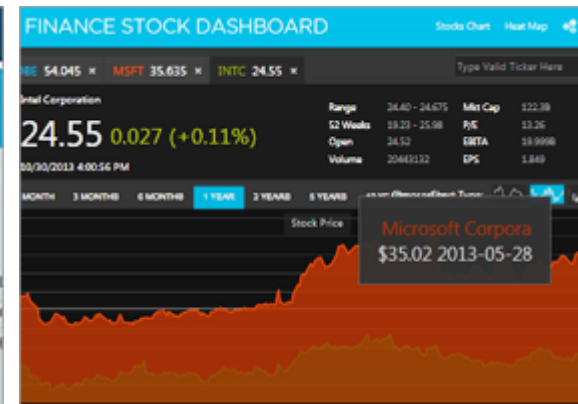 FINANCE STOCK DASHBOARD
Stocks Chart Heat Map
54.045 × MSFT 35.635 × INTC 24.55 ×
Type Valid Ticker Here
Intel Corporation
24.55 0.027 (+0.11%)
10/30/2013 4:00:56 PM
Range 24.40 - 24.675 Mkt Cap 122.3B
52 Weeks 19.23 - 25.98 P/E 13.26
Open 24.52 EBITA 19.999B
Volume 20443132 EPS 1.849
MONTH 3 MONTHS 6 MONTHS 1 YEAR 2 YEARS 5 YEARS
Stock Price
Microsoft Corpora
$35.02 2013-05-28